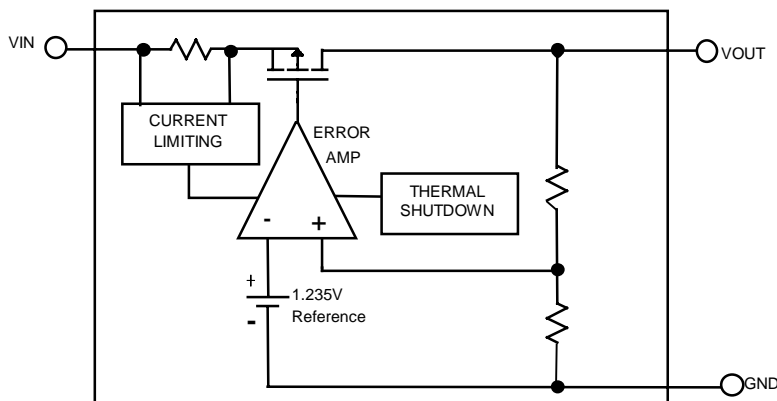 VIN
VOUT
CURRENT
LIMITING
ERROR
AMP
THERMAL
SHUTDOWN
- +
+
1.235V
Reference
-
GND